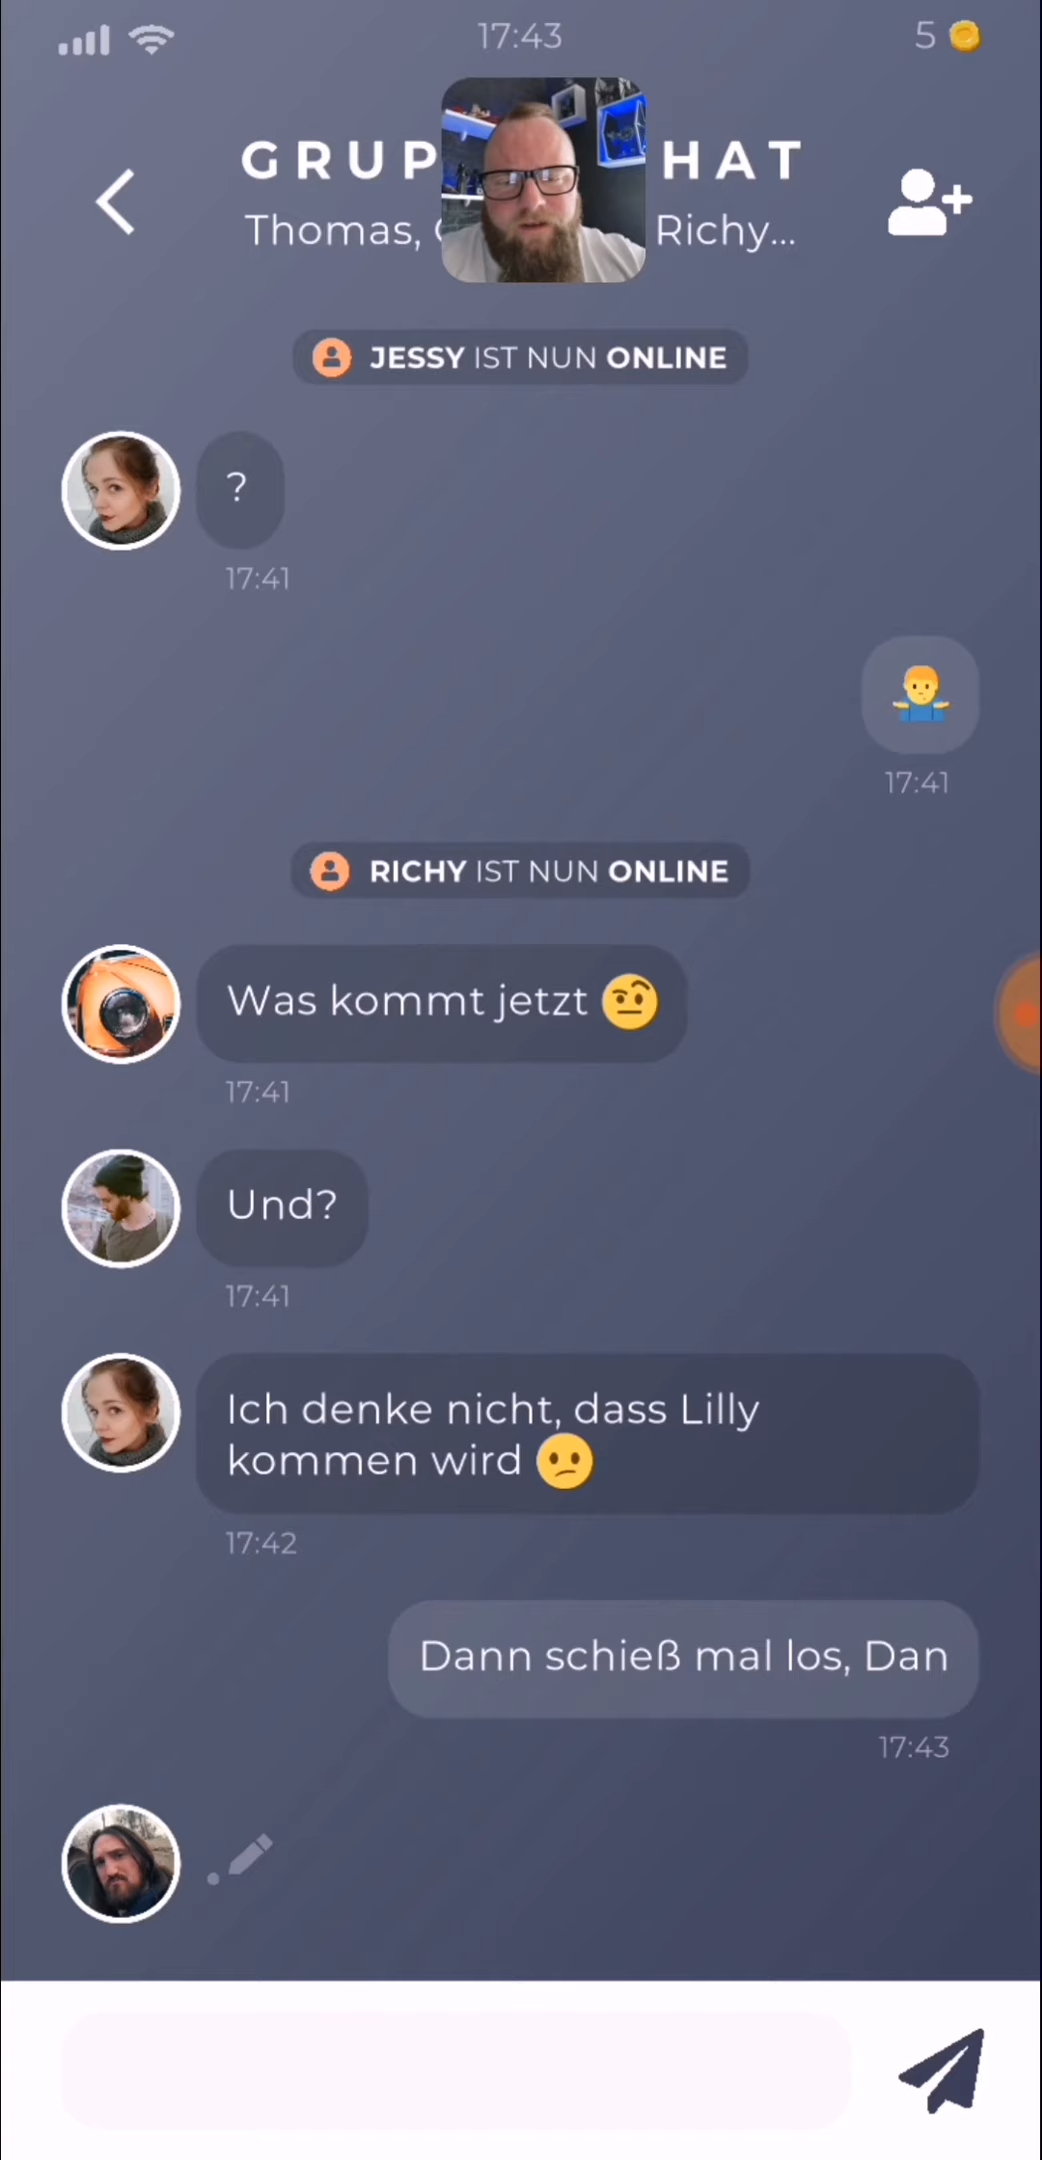 17:43
5
GRUP HAT
Thomas, Richy...
JESSY IST NUN ONLINE
?
17:41
17:41
RICHY IST NUN ONLINE
Was kommt jetzt 🤨
17:41
Und?
17:41
Ich denke nicht, dass Lilly
kommen wird 😕
17:42
Dann schieß mal los, Dan
17:43